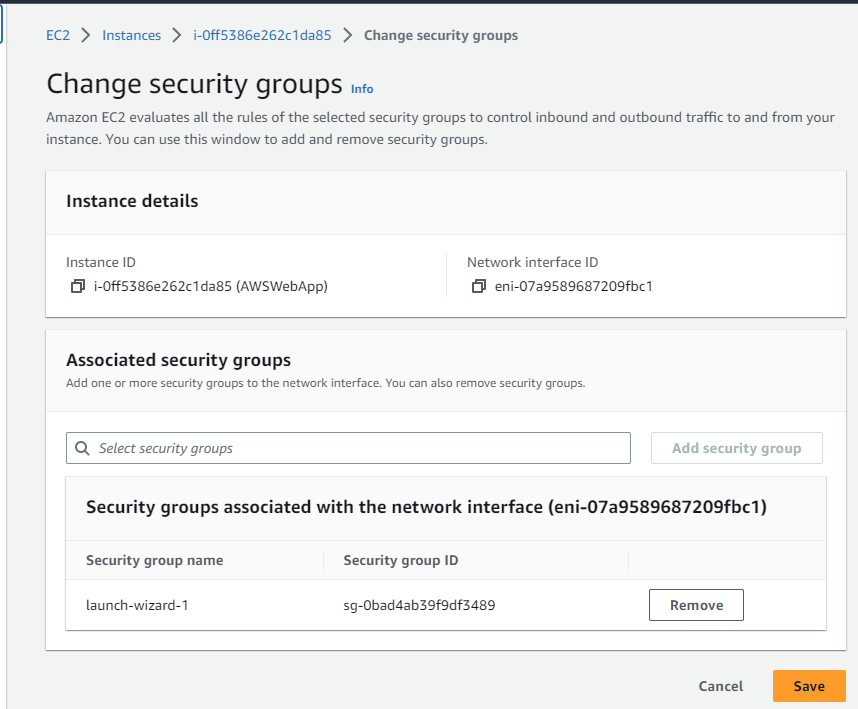 EC2 > Instances > i-0ff5386e262c1da85 > Change security groups
Change security groups Info
Amazon EC2 evaluates all the rules of the selected security groups to control inbound and outbound traffic to and from your
instance. You can use this window to add and remove security groups.
Instance details
Instance ID
i-0ff5386e262c1da85 (AWSWebApp)
Network interface ID
eni-07a9589687209fbc1
Associated security groups
Add one or more security groups to the network interface. You can also remove security groups.
Select security groups
Add security group
Security groups associated with the network interface (eni-07a9589687209fbc1)
Security group name Security group ID
launch-wizard-1 sg-0bad4ab39f9df3489 Remove
Cancel Save